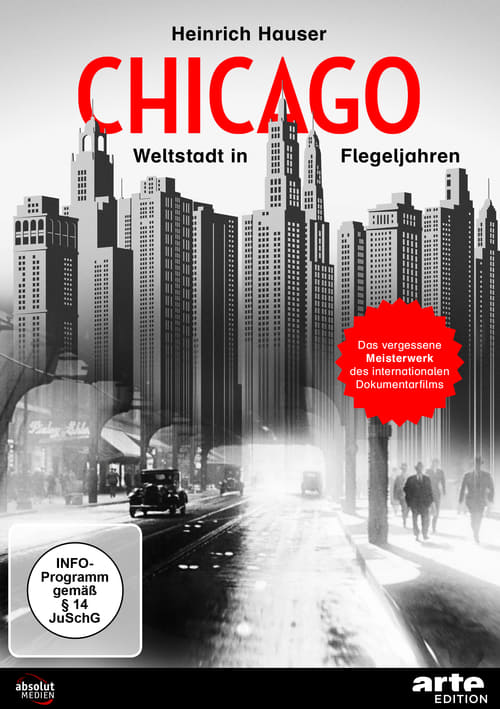 Heinrich Hauser
CHICAGO
Weltstadt in Flegeljahren
Das vergessene
Meisterwerk
des internationalen
Dokumentarfilms
INFO-
Programm
gemäß
§ 14
JuSchG
absolut
MEDIEN
arte
EDITION